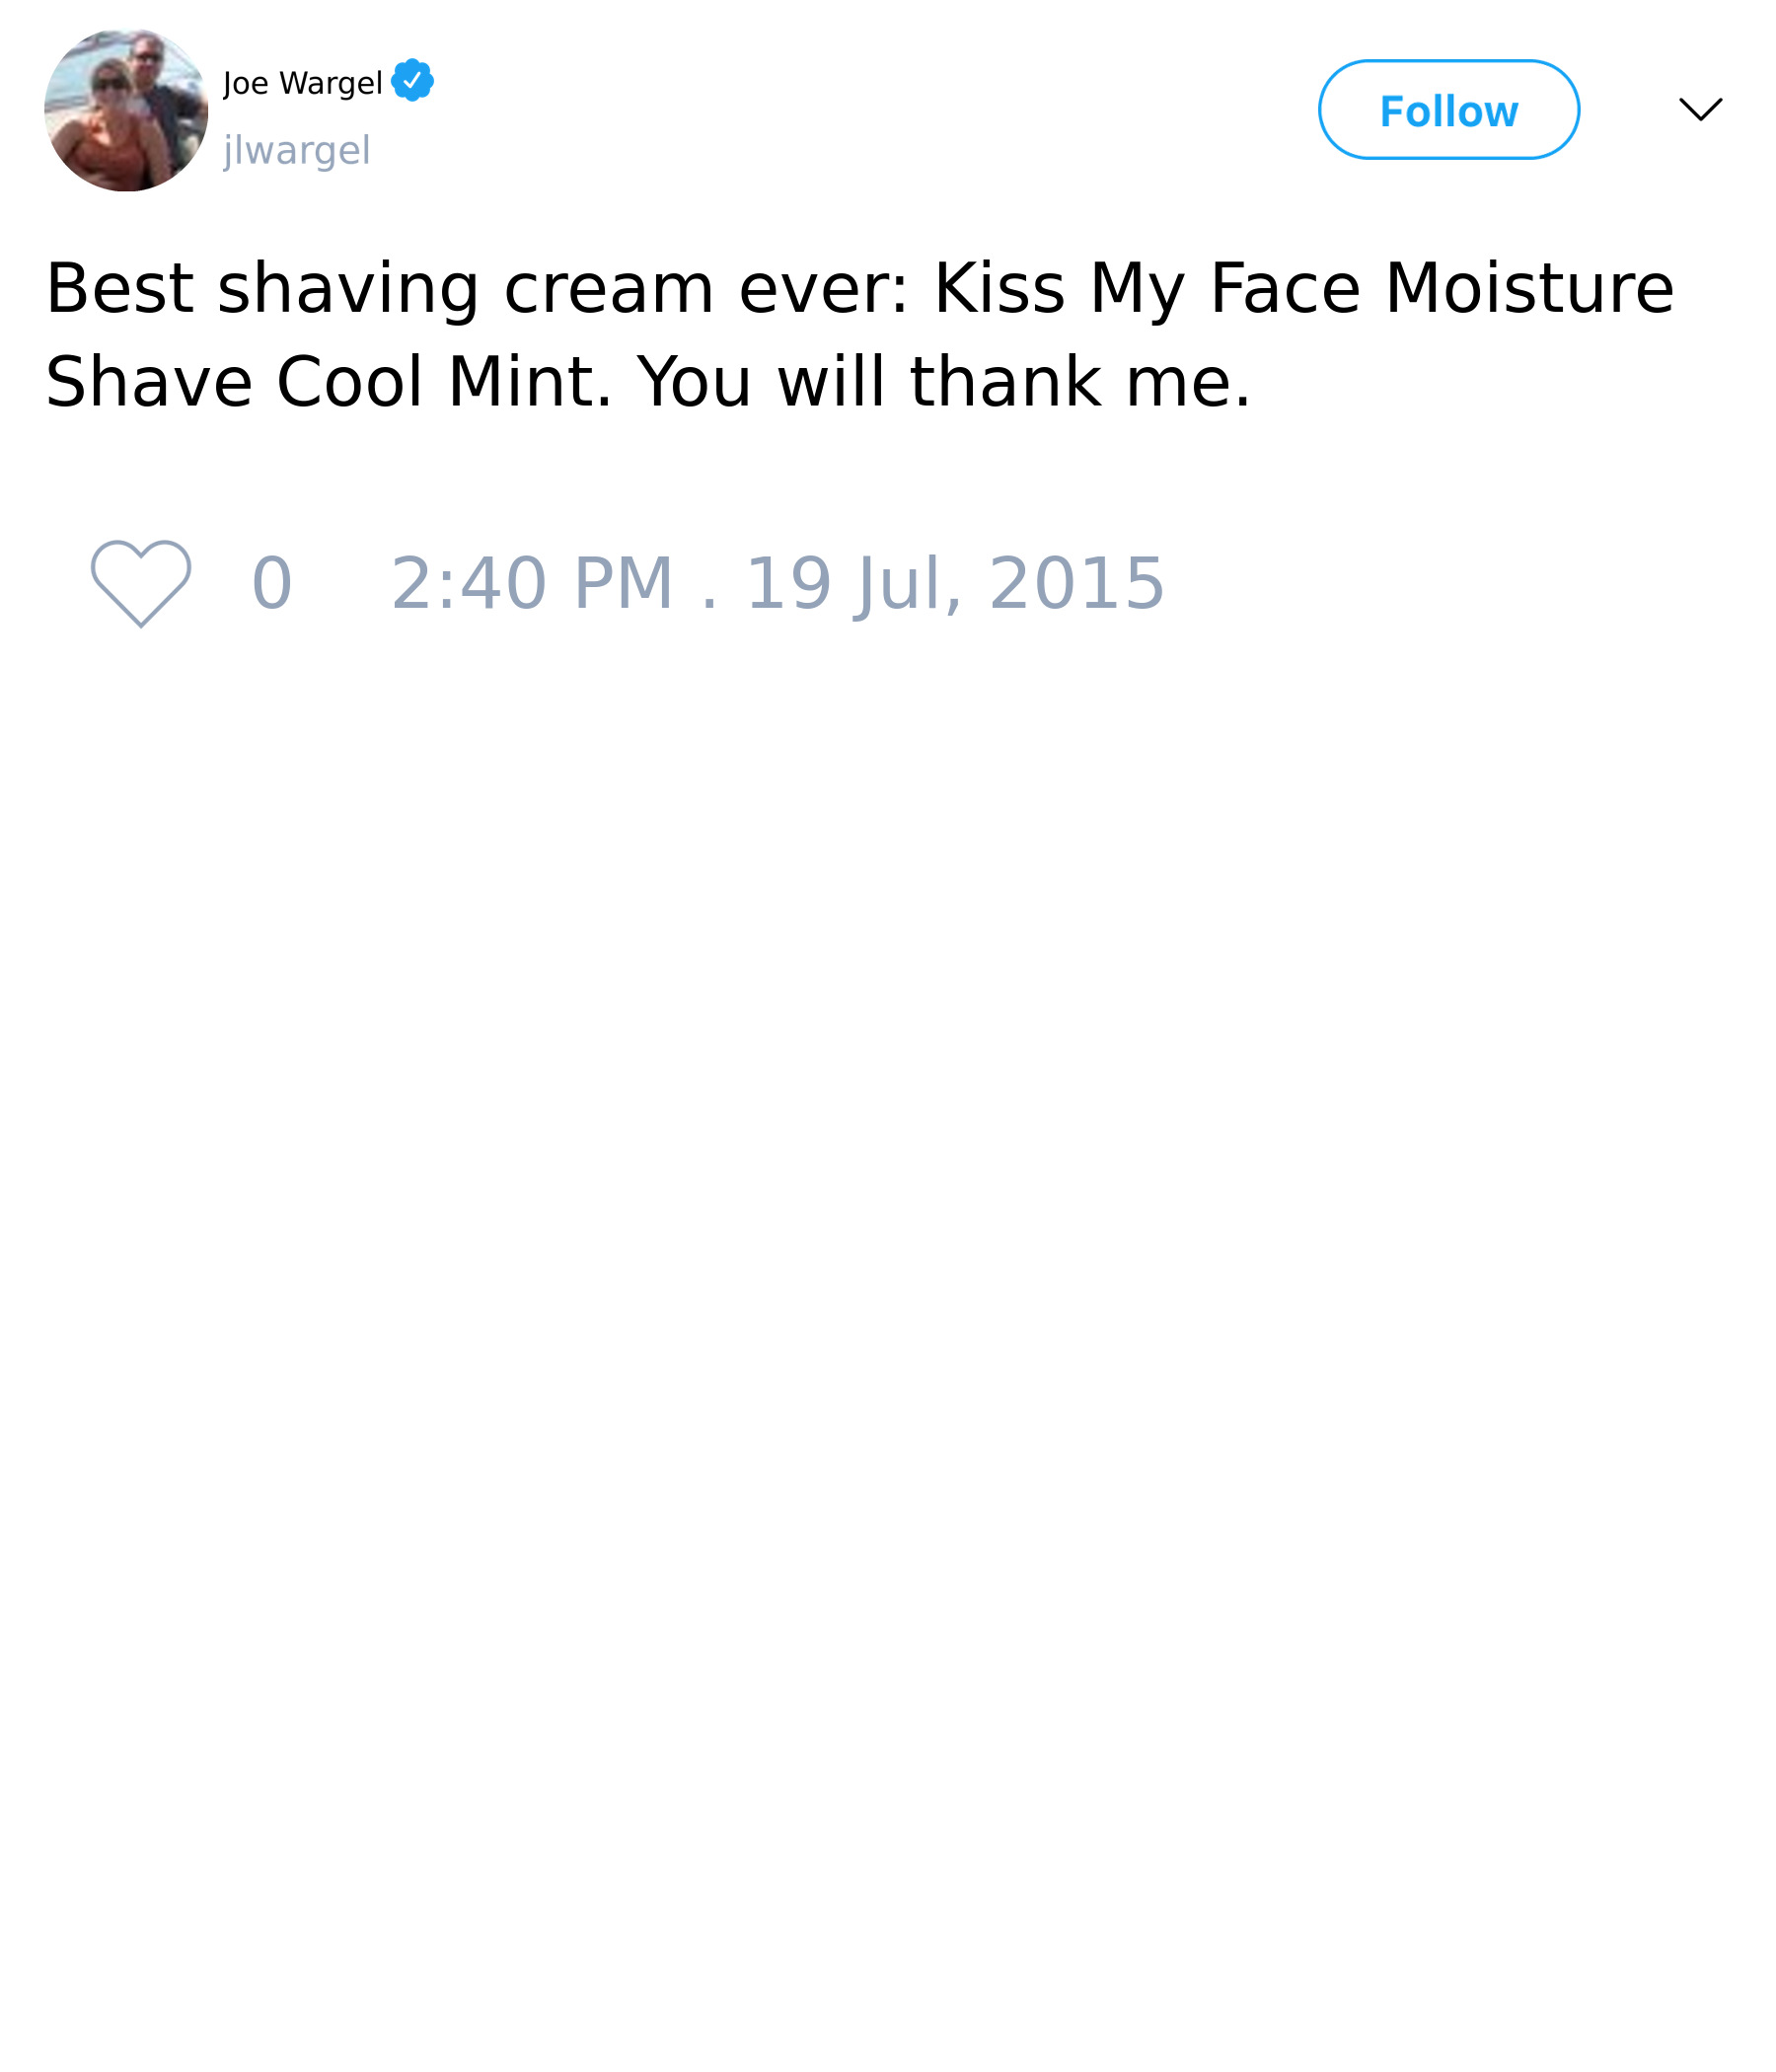 Joe Wargel
jlwargel
Follow
Best shaving cream ever: Kiss My Face Moisture
Shave Cool Mint. You will thank me.
0 2:40 PM . 19 Jul, 2015